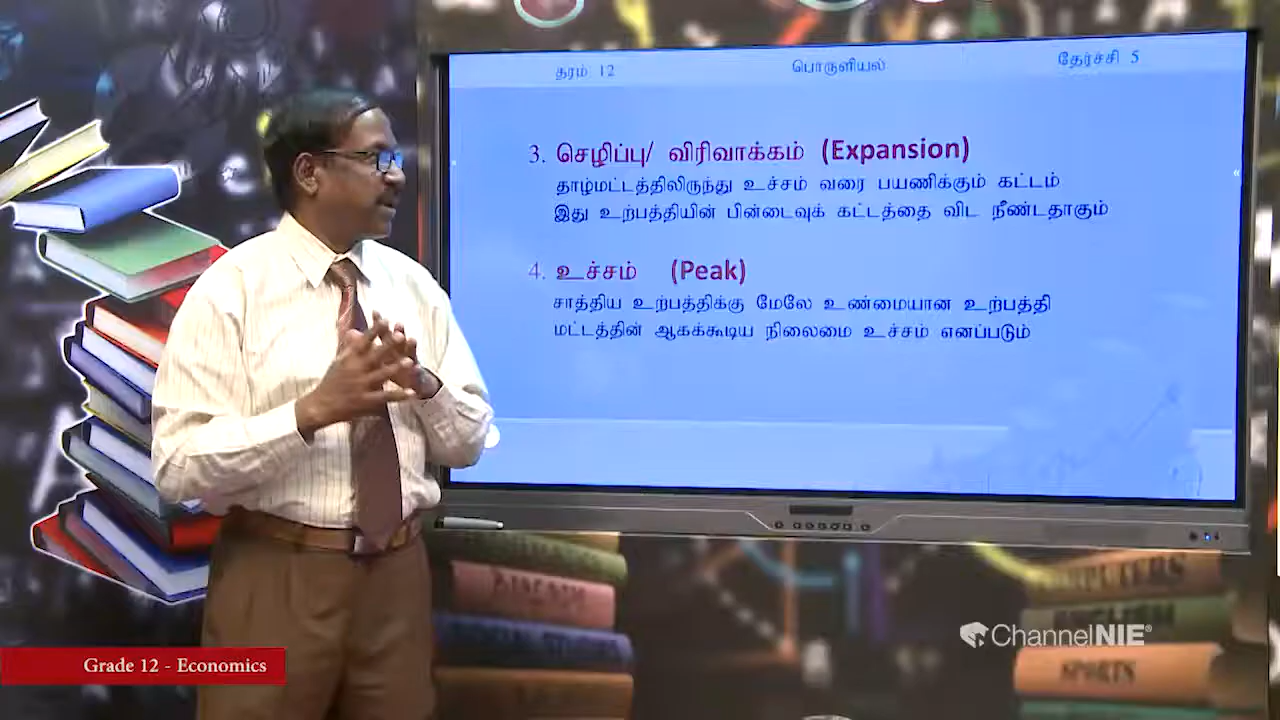 தரம் 12
பொருளியல்
தேர்ச்சி 5
3. செழிப்பு/ விரிவாக்கம் (Expansion)
தாழ்மட்டத்திலிருந்து உச்சம் வரை பயணிக்கும் கட்டம்
இது உற்பத்தியின் பின்டைவுக் கட்டத்தை விட நீண்டதாகும்
4. உச்சம் (Peak)
சாத்திய உற்பத்திக்கு மேலே உண்மையான உற்பத்தி
மட்டத்தின் ஆகக்கூடிய நிலைமை உச்சம் எனப்படும்
ENGLISH
SPORTS
ChannelNIE®
Grade 12 - Economics